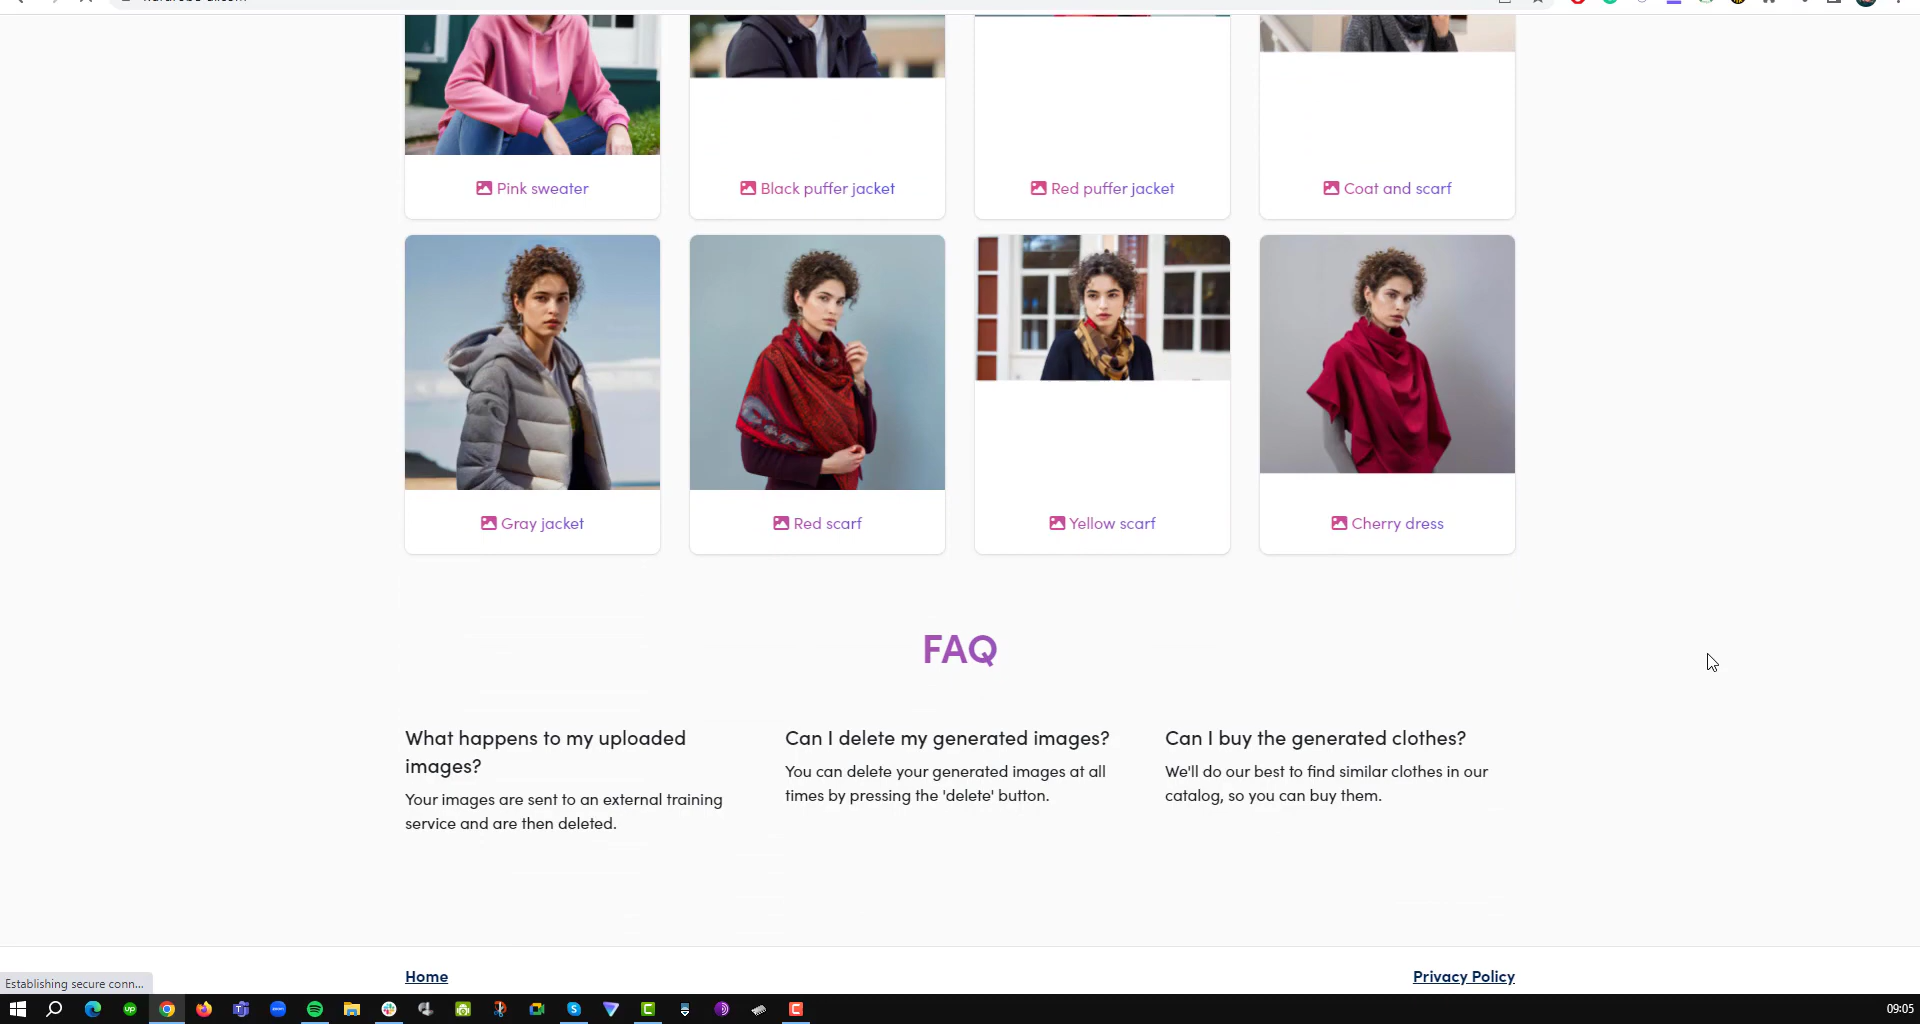 Pink sweater
Black puffer jacket
Red puffer jacket
Coat and scarf
Gray jacket
Red scarf
Yellow scarf
Cherry dress
FAQ
What happens to my uploaded
images?
Your images are sent to an external training
service and are then deleted.
Can I delete my generated images?
You can delete your generated images at all
times by pressing the 'delete' button.
Can I buy the generated clothes?
We'll do our best to find similar clothes in our
catalog, so you can buy them.
Home
Privacy Policy
Establishing secure conn...
09:05